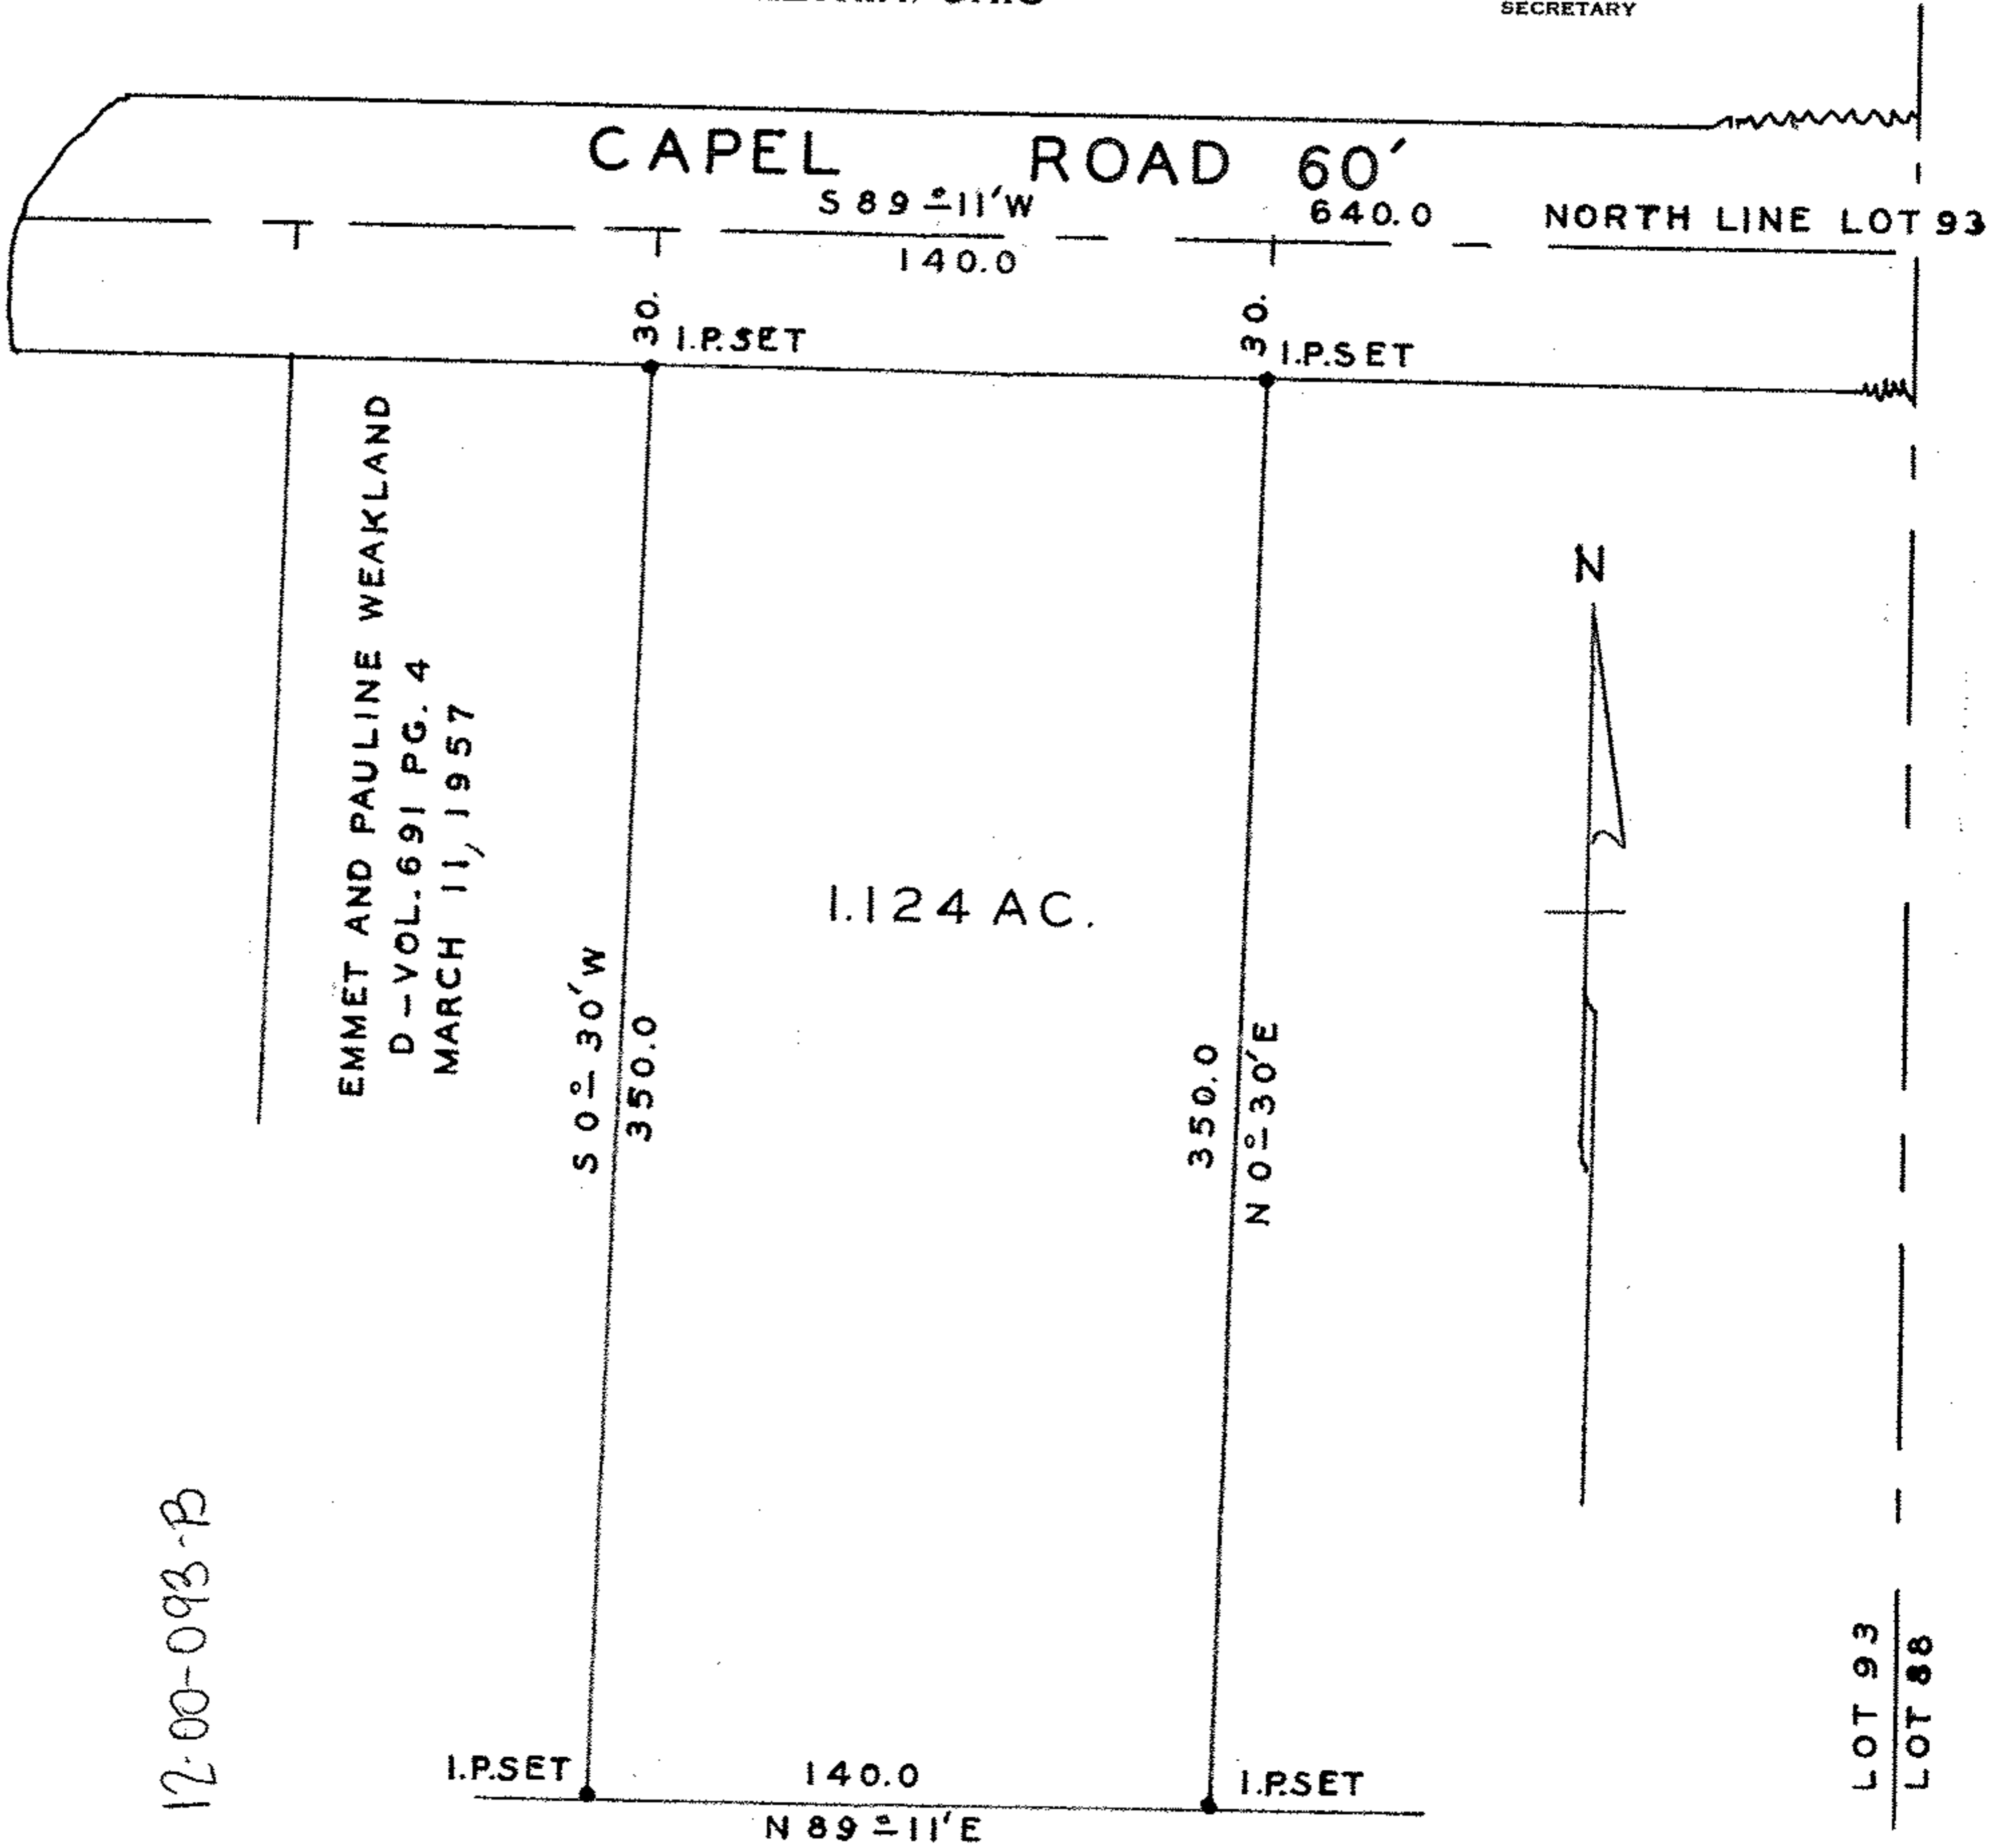 SECRETARY
CAPEL ROAD 60'
S 89°-11'W
640.0
NORTH LINE LOT 93
140.0
30.
I.P.SET
30.
I.P.SET
EMMET AND PAULINE WEAKLAND
D-VOL.691 PG. 4
MARCH 11, 1957
N
1.124 AC.
S 0°-30'W
350.0
350.0
N 0°-30'E
12-00-093-B
LOT 93
LOT 88
I.P.SET
140.0
I.P.SET
N 89°-11'E